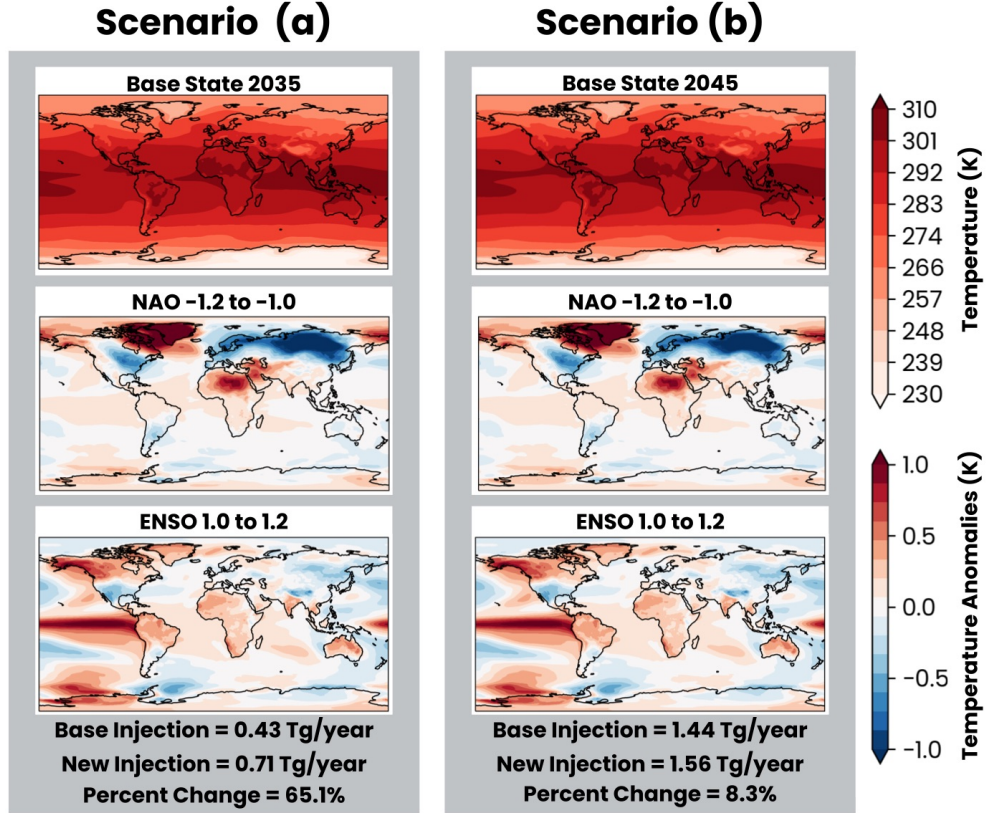 Scenario (a)
Base State 2035
NAO -1.2 to -1.0
ENSO 1.0 to 1.2
Base Injection = 0.43 Tg/year
New Injection = 0.71 Tg/year
Percent Change = 65.1%
Scenario (b)
Base State 2045
NAO -1.2 to -1.0
ENSO 1.0 to 1.2
Base Injection = 1.44 Tg/year
New Injection = 1.56 Tg/year
Percent Change = 8.3%
310
301
292
283
274
266
257
248
239
230
Temperature (K)
1.0
0.5
0.0
−0.5
−1.0
Temperature Anomalies (K)